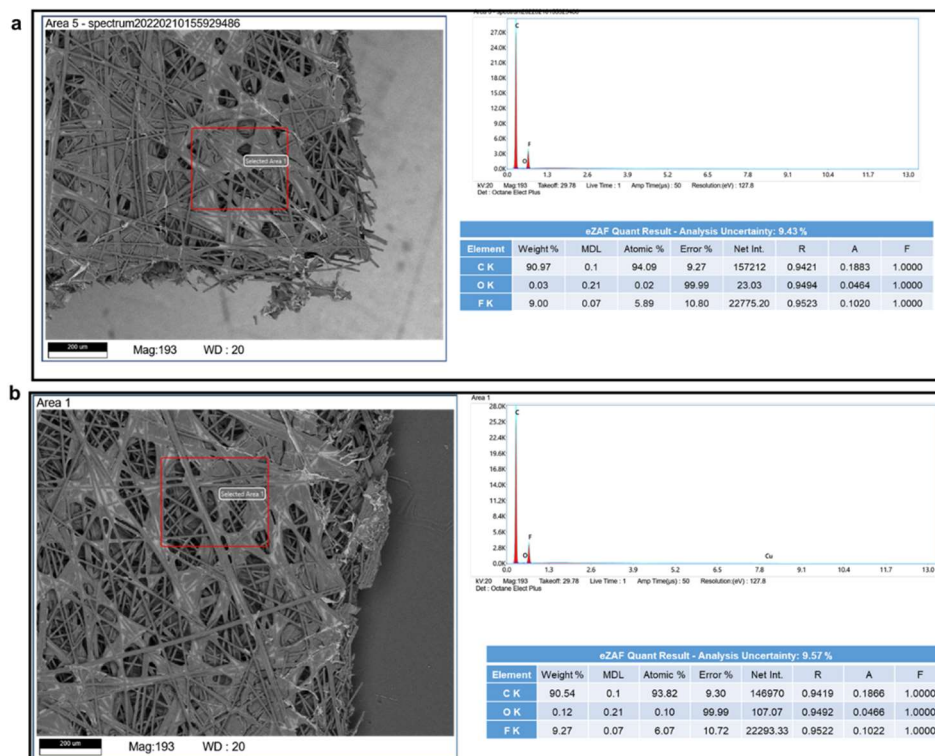 a
Area 5 - spectrum20220210155929486
Selected Area 1
200 um Mag:193 WD : 20
Area 5 - spectrum20220210155929486
27.0K
24.0K
21.0K
18.0K
15.0K
12.0K
9.0K
6.0K
3.0K
0.0K
C
O
F
0.0 1.3 2.6 3.9 5.2 6.5 7.8 9.1 10.4 11.7 13.0
kV:20 Mag:193 Takeoff: 29.78 Live Time : 1 Amp Time(µs) : 50 Resolution:(eV) : 127.8
Det : Octane Elect Plus
eZAF Quant Result - Analysis Uncertainty: 9.43 %
Element Weight % MDL Atomic % Error % Net Int. R A F
C K 90.97 0.1 94.09 9.27 157212 0.9421 0.1883 1.0000
O K 0.03 0.21 0.02 99.99 23.03 0.9494 0.0464 1.0000
F K 9.00 0.07 5.89 10.80 22775.20 0.9523 0.1020 1.0000
b
Area 1
Selected Area 1
200 um Mag:193 WD : 20
Area 1
28.0K
25.2K
22.4K
19.6K
16.8K
14.0K
11.2K
8.4K
5.6K
2.8K
0.0K
C
O
F
Cu
0.0 1.3 2.6 3.9 5.2 6.5 7.8 9.1 10.4 11.7 13.0
kV:20 Mag:193 Takeoff: 29.78 Live Time : 1 Amp Time(µs) : 50 Resolution:(eV) : 127.8
Det : Octane Elect Plus
eZAF Quant Result - Analysis Uncertainty: 9.57 %
Element Weight % MDL Atomic % Error % Net Int. R A F
C K 90.54 0.1 93.82 9.30 146970 0.9419 0.1866 1.0000
O K 0.12 0.21 0.10 99.99 107.07 0.9492 0.0466 1.0000
F K 9.27 0.07 6.07 10.72 22293.33 0.9522 0.1022 1.0000